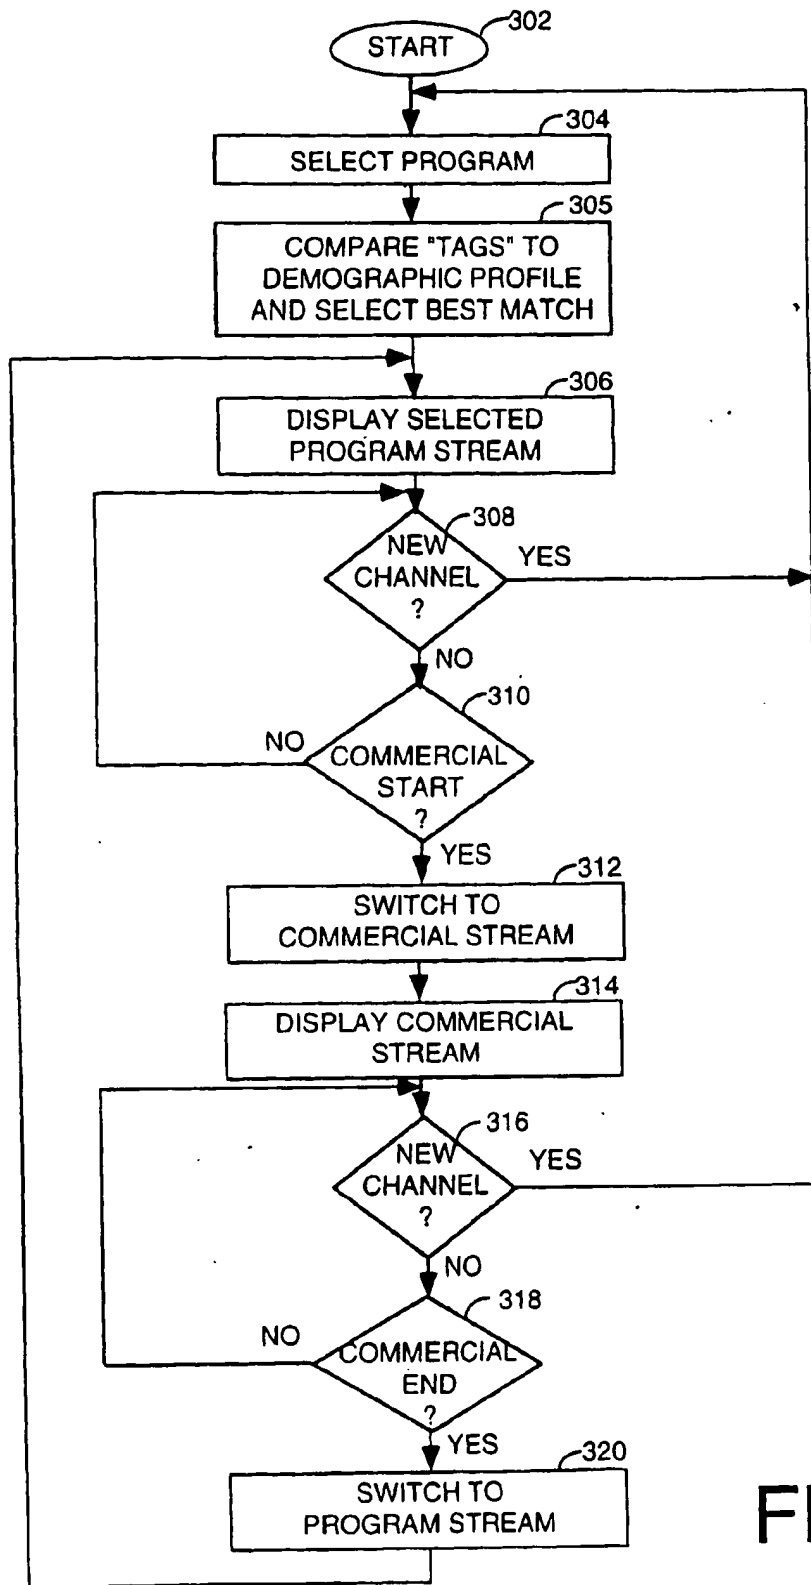 302
START
304
SELECT PROGRAM
305
COMPARE "TAGS" TO
DEMOGRAPHIC PROFILE
AND SELECT BEST MATCH
306
DISPLAY SELECTED
PROGRAM STREAM
308
NEW
CHANNEL
?
YES
NO
310
COMMERCIAL
START
?
NO
YES
312
SWITCH TO
COMMERCIAL STREAM
314
DISPLAY COMMERCIAL
STREAM
316
NEW
CHANNEL
?
YES
NO
318
COMMERCIAL
END
?
NO
YES
320
SWITCH TO
PROGRAM STREAM